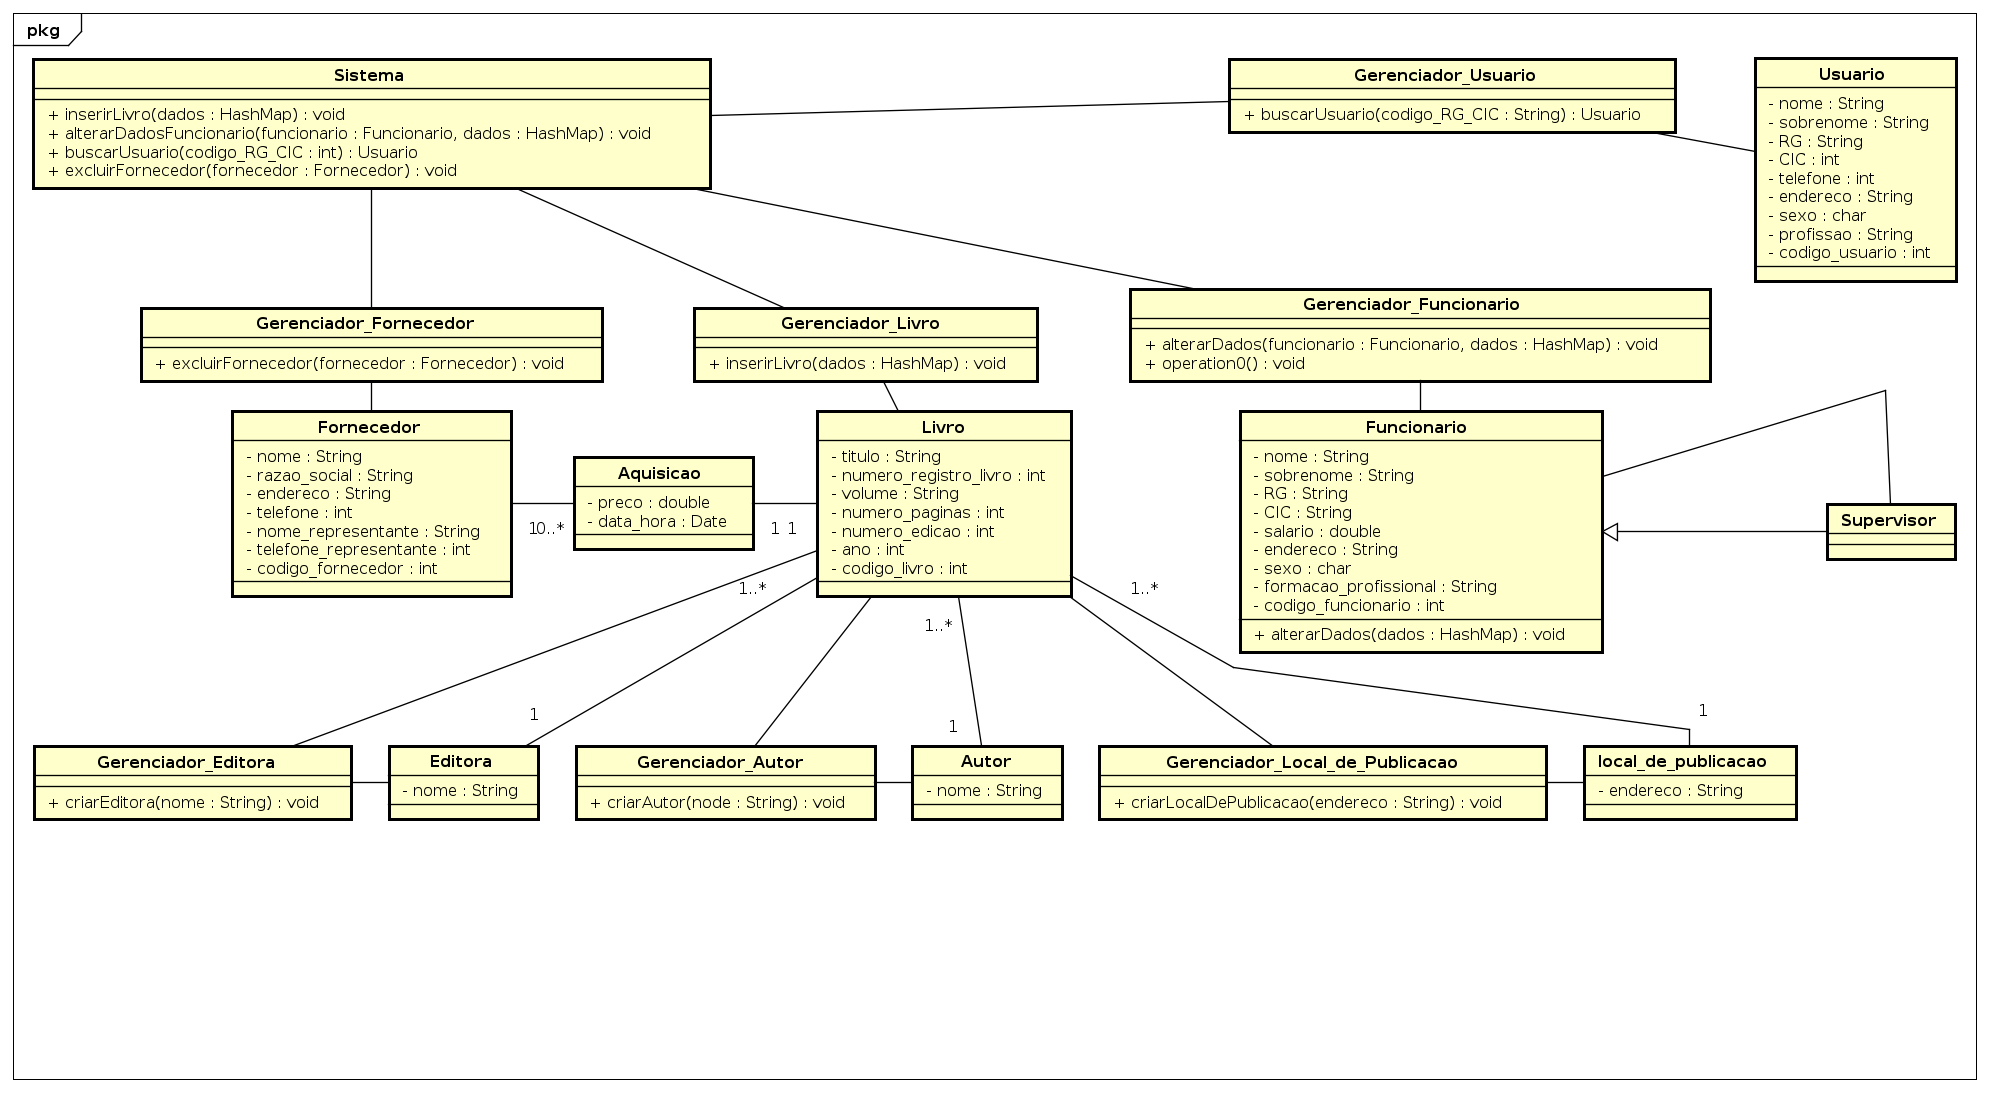 pkg
Sistema
+ inserirLivro(dados : HashMap) : void
+ alterarDadosFuncionario(funcionario : Funcionario, dados : HashMap) : void
+ buscarUsuario(codigo_RG_CIC : int) : Usuario
+ excluirFornecedor(fornecedor : Fornecedor) : void
Gerenciador_Usuario
+ buscarUsuario(codigo_RG_CIC : String) : Usuario
Usuario
- nome : String
- sobrenome : String
- RG : String
- CIC : int
- telefone : int
- endereco : String
- sexo : char
- profissao : String
- codigo_usuario : int
Gerenciador_Fornecedor
+ excluirFornecedor(fornecedor : Fornecedor) : void
Gerenciador_Livro
+ inserirLivro(dados : HashMap) : void
Gerenciador_Funcionario
+ alterarDados(funcionario : Funcionario, dados : HashMap) : void
+ operation0() : void
Fornecedor
- nome : String
- razao_social : String
- endereco : String
- telefone : int
- nome_representante : String
- telefone_representante : int
- codigo_fornecedor : int
1
0..*
Aquisicao
- preco : double
- data_hora : Date
1
1
Livro
- titulo : String
- numero_registro_livro : int
- volume : String
- numero_paginas : int
- numero_edicao : int
- ano : int
- codigo_livro : int
Funcionario
- nome : String
- sobrenome : String
- RG : String
- CIC : String
- salario : double
- endereco : String
- sexo : char
- formacao_profissional : String
- codigo_funcionario : int
+ alterarDados(dados : HashMap) : void
Supervisor
1..*
1..*
1..*
1
1
1
Gerenciador_Editora
+ criarEditora(nome : String) : void
Editora
- nome : String
Gerenciador_Autor
+ criarAutor(node : String) : void
Autor
- nome : String
Gerenciador_Local_de_Publicacao
+ criarLocalDePublicacao(endereco : String) : void
local_de_publicacao
- endereco : String